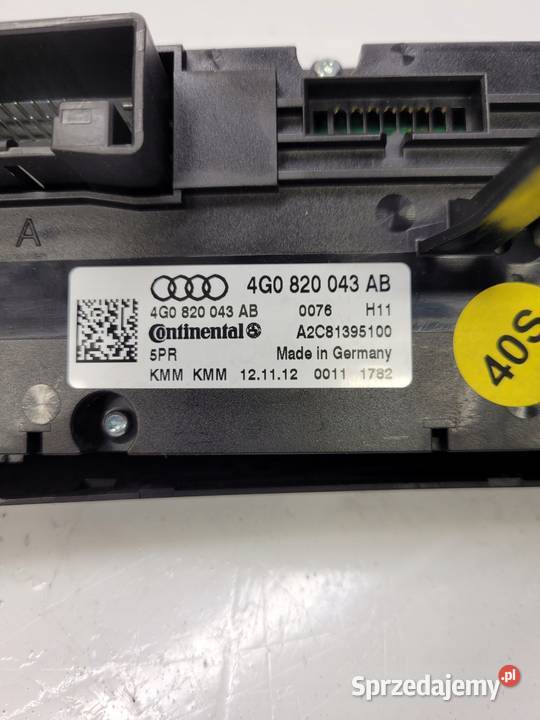 A
4G0 820 043 AB
4G0 820 043 AB 0076 H11
Continental A2C81395100
5PR Made in Germany
KMM KMM 12.11.12 0011 1782
40S
Sprzedajemy.pl